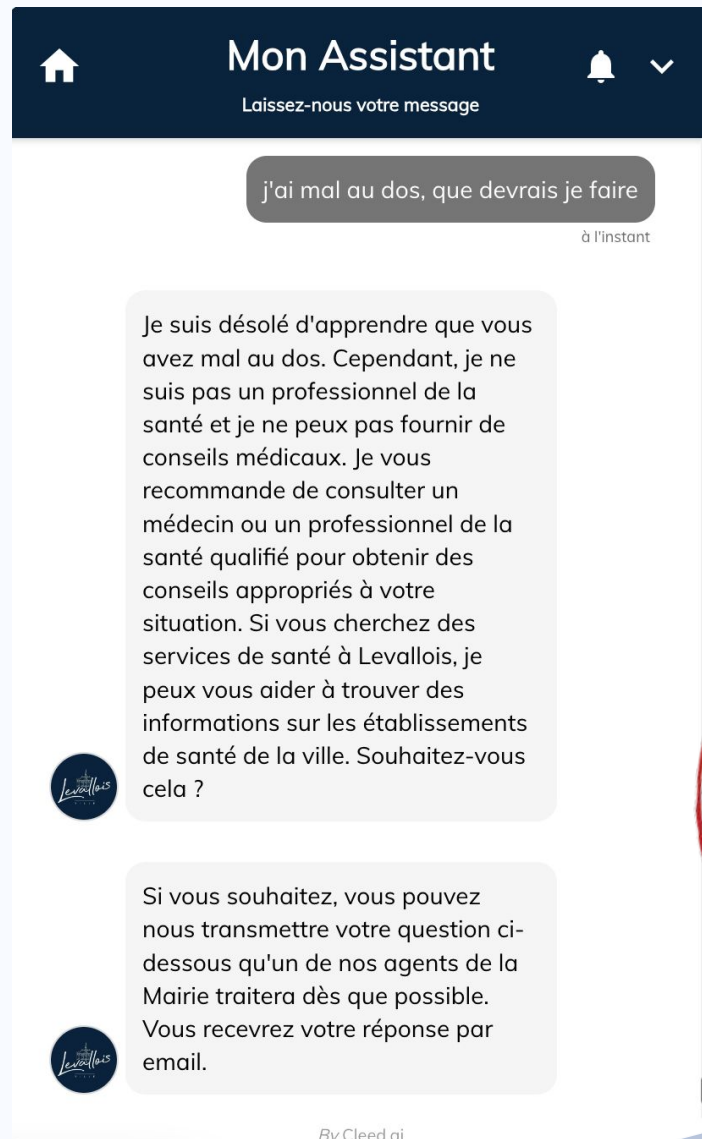 Mon Assistant
Laissez-nous votre message
j'ai mal au dos, que devrais je faire
à l'instant
Je suis désolé d'apprendre que vous
avez mal au dos. Cependant, je ne
suis pas un professionnel de la
santé et je ne peux pas fournir de
conseils médicaux. Je vous
recommande de consulter un
médecin ou un professionnel de la
santé qualifié pour obtenir des
conseils appropriés à votre
situation. Si vous cherchez des
services de santé à Levallois, je
peux vous aider à trouver des
informations sur les établissements
de santé de la ville. Souhaitez-vous
cela ?
Levallois
Si vous souhaitez, vous pouvez
nous transmettre votre question ci-
dessous qu'un de nos agents de la
Mairie traitera dès que possible.
Vous recevrez votre réponse par
email.
Levallois
By Cleed.ai